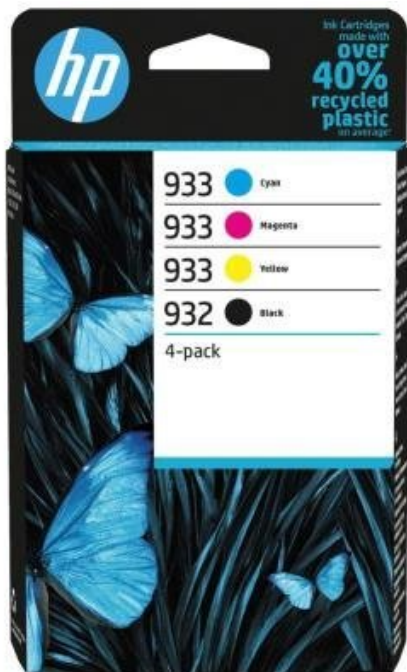 hp
Ink Cartridges
made with
over
40%
recycled
plastic
on average¹
933 Cyan
933 Magenta
933 Yellow
932 Black
4-pack